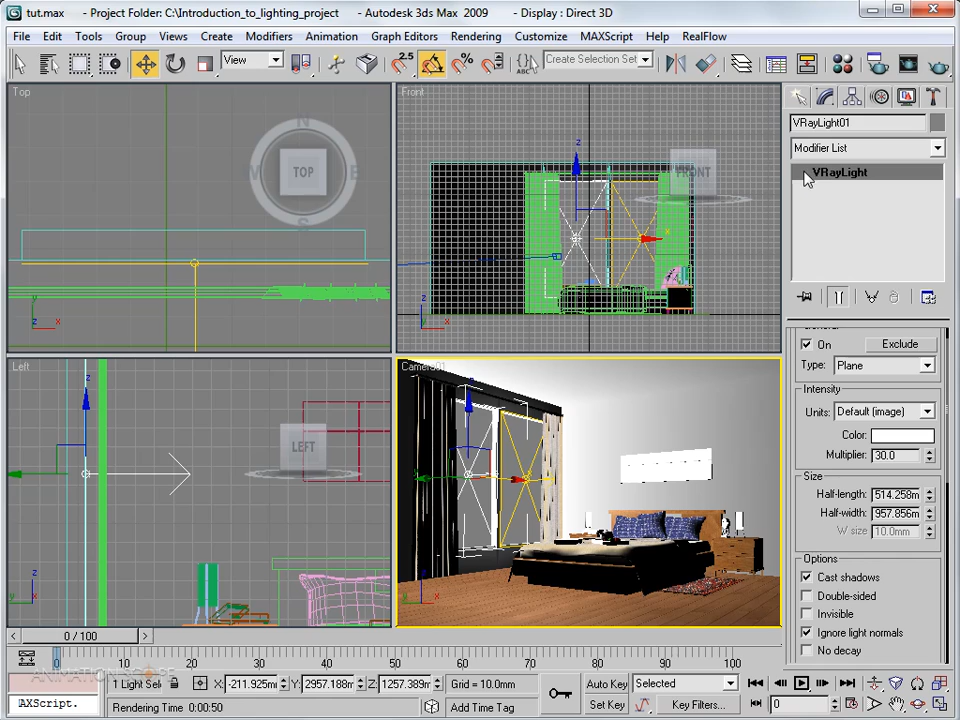 tut.max - Project Folder: C:\Introduction_to_lighting_project - Autodesk 3ds Max 2009 - Display : Direct 3D
File Edit Tools Group Views Create Modifiers Animation Graph Editors Rendering Customize MAXScript Help RealFlow
View 2.5 Create Selection Set
Top
N
W TOP E
S
y
z x
Front
FRONT
z
x
z
y x
VRayLight01
Modifier List
VRayLight
On Exclude
Type: Plane
Intensity
Units: Default (image)
Color:
Multiplier: 30.0
Size
Half-length: 514.258m
Half-width: 957.856m
W size 10.0mm
Options
Cast shadows
Double-sided
Invisible
Ignore light normals
No decay
Left
LEFT
z
z
y x
Camera01
z
y x
< 0 / 100 >
0 10 20 30 40 50 60 70 80 90 100
ANIMATION SCOPE
1 Light Sel X: -211.925m Y: 2957.188m Z: 1257.389m Grid = 10.0mm Auto Key Selected
Rendering Time 0:00:50 Add Time Tag Set Key Key Filters... 0